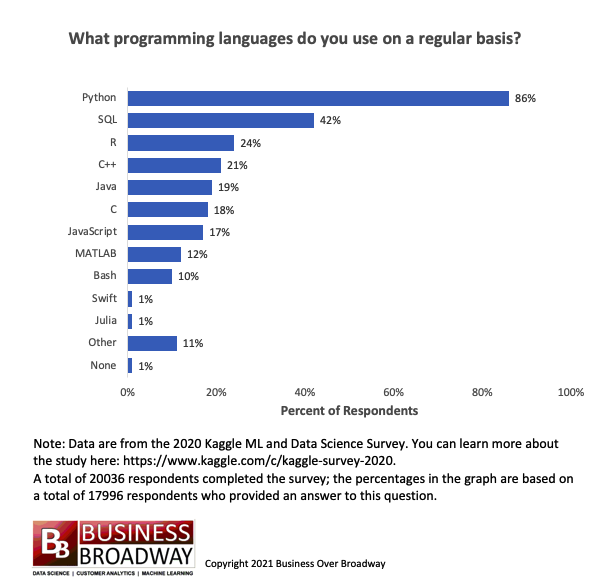 What programming languages do you use on a regular basis?
Python 86%
SQL 42%
R 24%
C++ 21%
Java 19%
C 18%
JavaScript 17%
MATLAB 12%
Bash 10%
Swift 1%
Julia 1%
Other 11%
None 1%
0% 20% 40% 60% 80% 100%
Percent of Respondents
Note: Data are from the 2020 Kaggle ML and Data Science Survey. You can learn more about
the study here: https://www.kaggle.com/c/kaggle-survey-2020.
A total of 20036 respondents completed the survey; the percentages in the graph are based on
a total of 17996 respondents who provided an answer to this question.
BB BUSINESS
BROADWAY
DATA SCIENCE | CUSTOMER ANALYTICS | MACHINE LEARNING
Copyright 2021 Business Over Broadway